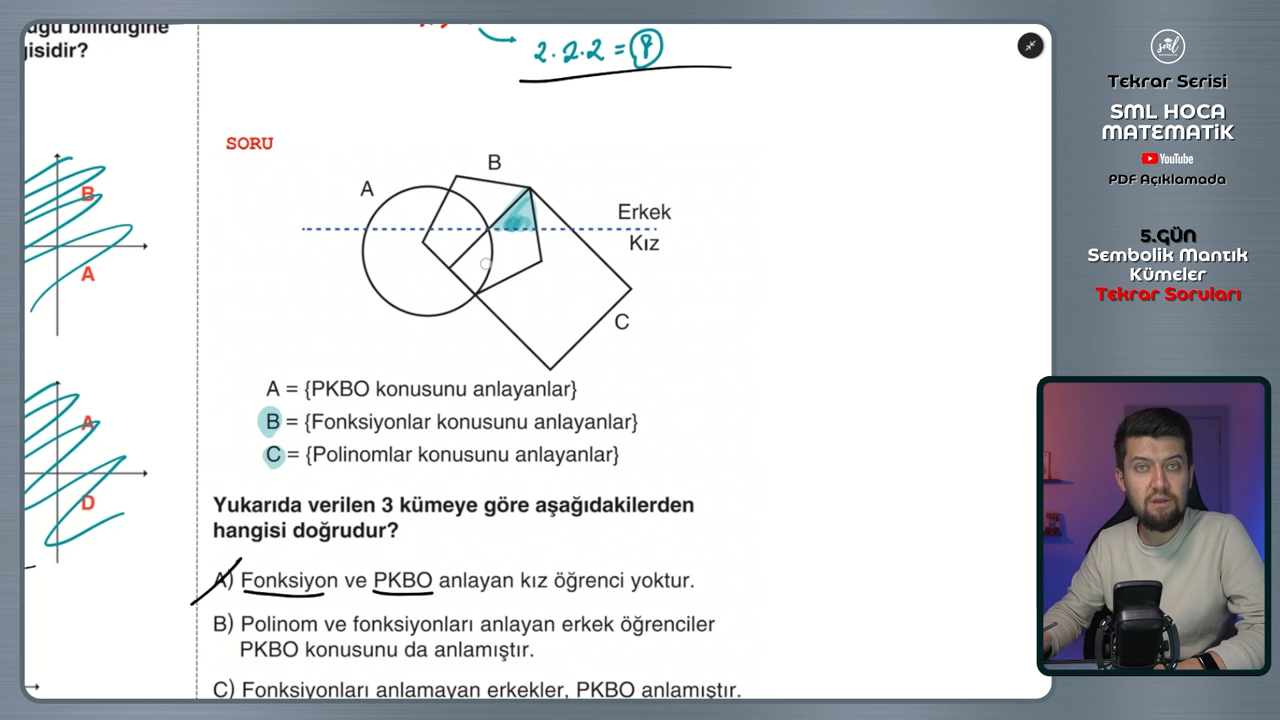 uğu bilindiğine
gisidir?
B
A
A
D
2.2.2 = 8
SORU
A
B
Erkek
Kız
C
A = {PKBO konusunu anlayanlar}
B = {Fonksiyonlar konusunu anlayanlar}
C = {Polinomlar konusunu anlayanlar}
Yukarıda verilen 3 kümeye göre aşağıdakilerden
hangisi doğrudur?
A) Fonksiyon ve PKBO anlayan kız öğrenci yoktur.
B) Polinom ve fonksiyonları anlayan erkek öğrenciler
PKBO konusunu da anlamıştır.
C) Fonksiyonları anlamayan erkekler, PKBO anlamıştır.
sml
Tekrar Serisi
SML HOCA
MATEMATİK
YouTube
PDF Açıklamada
5.GÜN
Sembolik Mantık
Kümeler
Tekrar Soruları